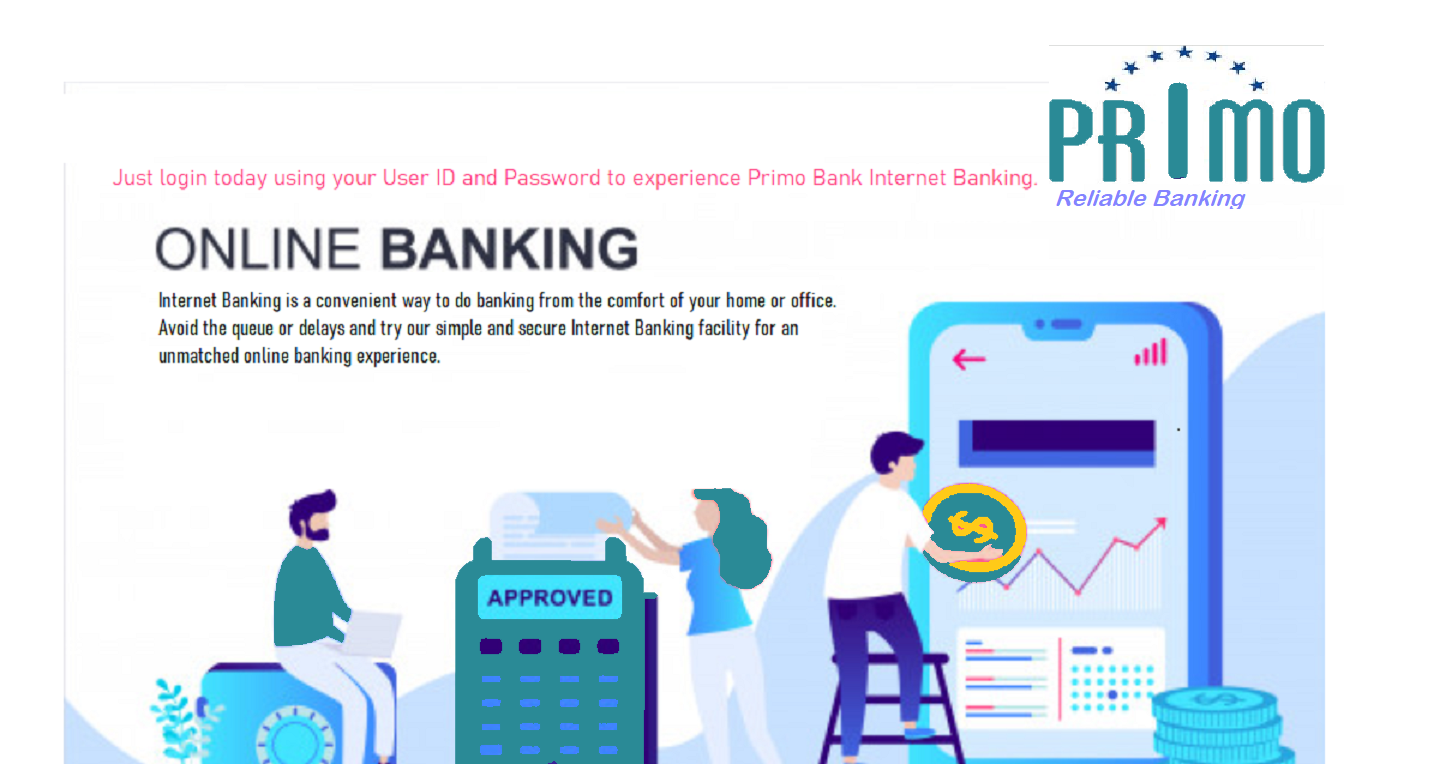 PRIMO
Reliable Banking
Just login today using your User ID and Password to experience Primo Bank Internet Banking.
ONLINE BANKING
Internet Banking is a convenient way to do banking from the comfort of your home or office.
Avoid the queue or delays and try our simple and secure Internet Banking facility for an
unmatched online banking experience.
APPROVED